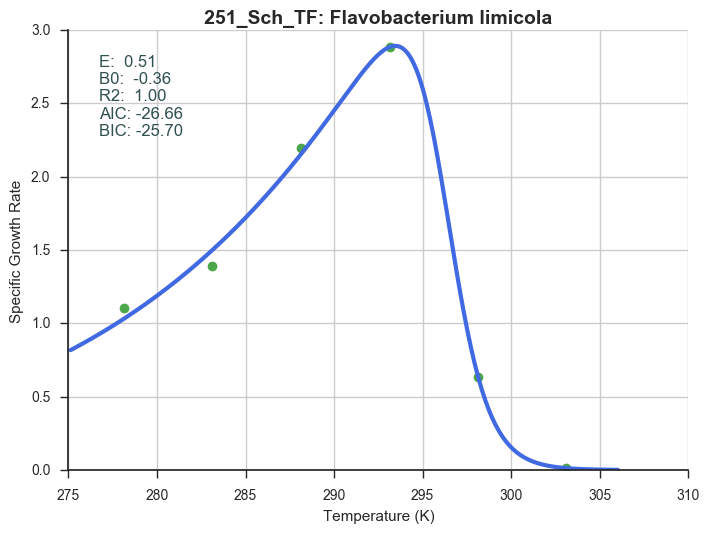 251_Sch_TF: Flavobacterium limicola
E:  0.51
B0:  -0.36
R2:  1.00
AIC: -26.66
BIC: -25.70
Specific Growth Rate
3.0
2.5
2.0
1.5
1.0
0.5
0.0
275 280 285 290 295 300 305 310
Temperature (K)